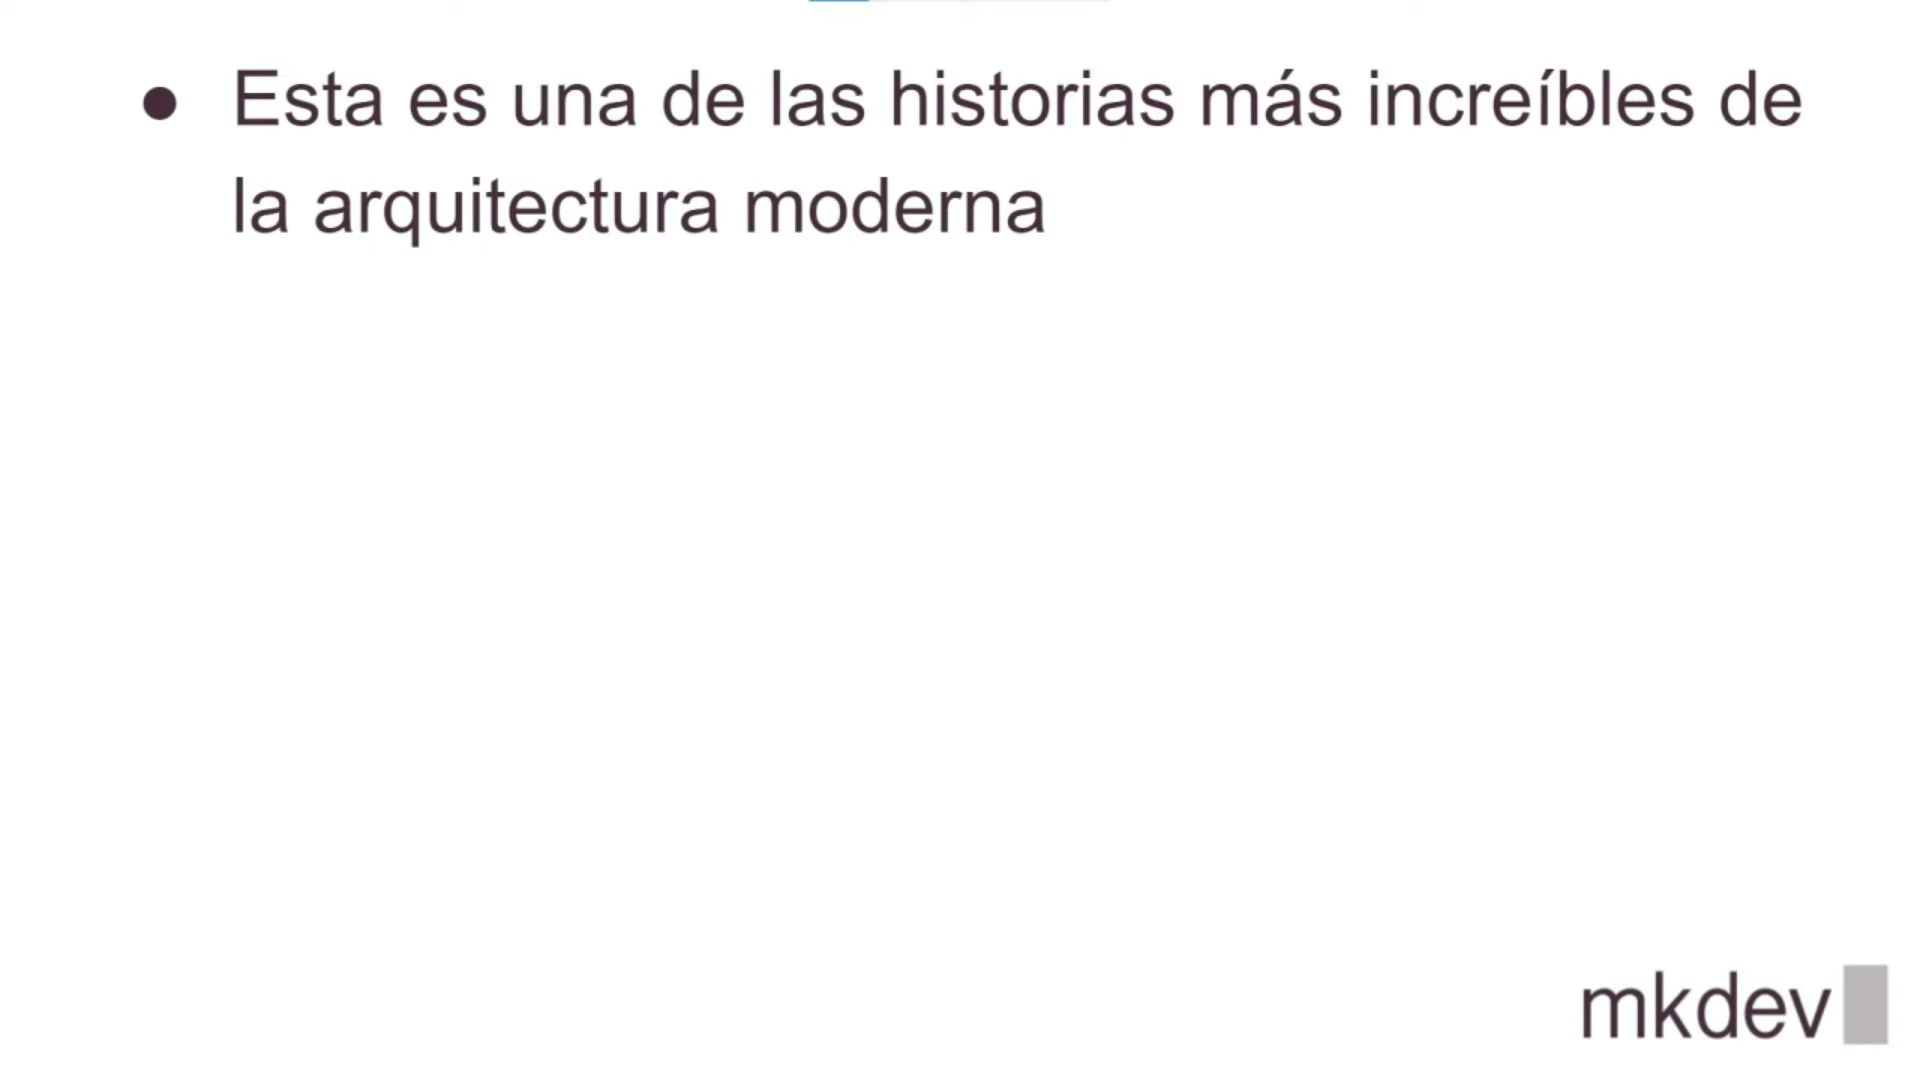 ● Esta es una de las historias más increíbles de
la arquitectura moderna
mkdev